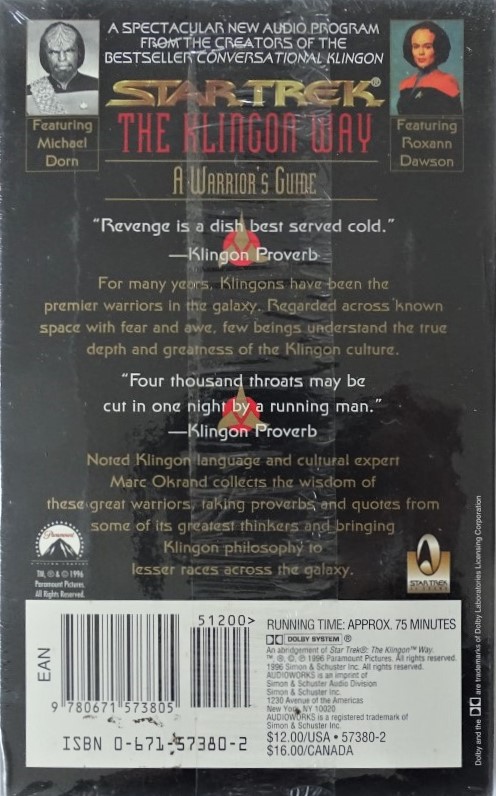 A SPECTACULAR NEW AUDIO PROGRAM
FROM THE CREATORS OF THE
BESTSELLER CONVERSATIONAL KLINGON
STAR TREK®
THE KLINGON WAY
A WARRIOR'S GUIDE
Featuring
Michael
Dorn
Featuring
Roxann
Dawson
"Revenge is a dish best served cold."
—Klingon Proverb
For many years, Klingons have been the
premier warriors in the galaxy. Regarded across known
space with fear and awe, few beings understand the true
depth and greatness of the Klingon culture.
"Four thousand throats may be
cut in one night by a running man."
—Klingon Proverb
Noted Klingon language and cultural expert
Marc Okrand collects the wisdom of
these great warriors, taking proverbs and quotes from
some of its greatest thinkers and bringing
Klingon philosophy to
lesser races across the galaxy.
Paramount
TM, ® & © 1996
Paramount Pictures.
All Rights Reserved.
STAR TREK
EAN
51200>
9 780671 573805
ISBN 0-671-57380-2
RUNNING TIME: APPROX. 75 MINUTES
DOLBY SYSTEM ®
An abridgement of Star Trek®: The Klingon™ Way.
™, ®, ©, ℗ 1996 Paramount Pictures. All rights reserved.
1996 Simon & Schuster Inc. All rights reserved.
AUDIOWORKS is an imprint of
Simon & Schuster Audio Division
Simon & Schuster Inc.
1230 Avenue of the Americas
New York, NY 10020
AUDIOWORKS is a registered trademark of
Simon & Schuster Inc.
$12.00/USA • 57380-2
$16.00/CANADA
Dolby and the are trademarks of Dolby Laboratories Licensing Corporation